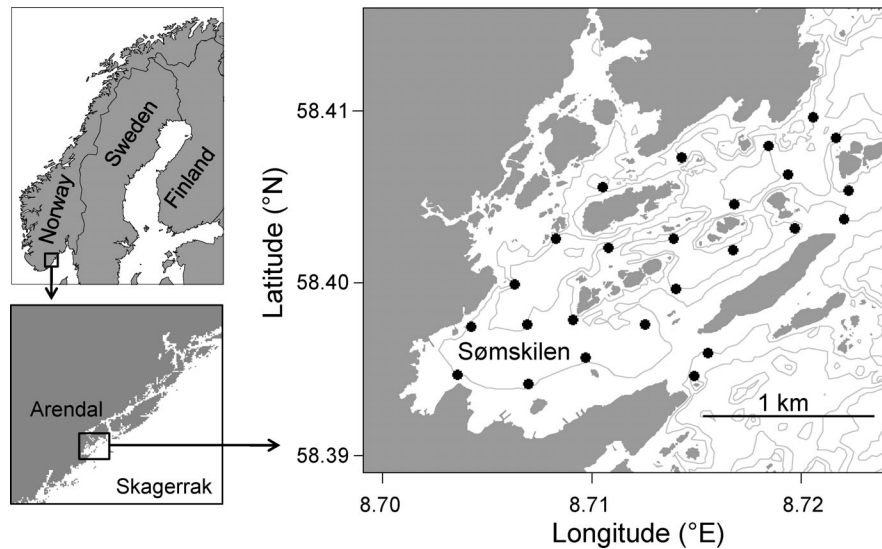 Norway
Sweden
Finland
Arendal
Skagerrak
Latitude (°N)
58.41
58.40
58.39
Sømskilen
1 km
8.70
8.71
8.72
Longitude (°E)